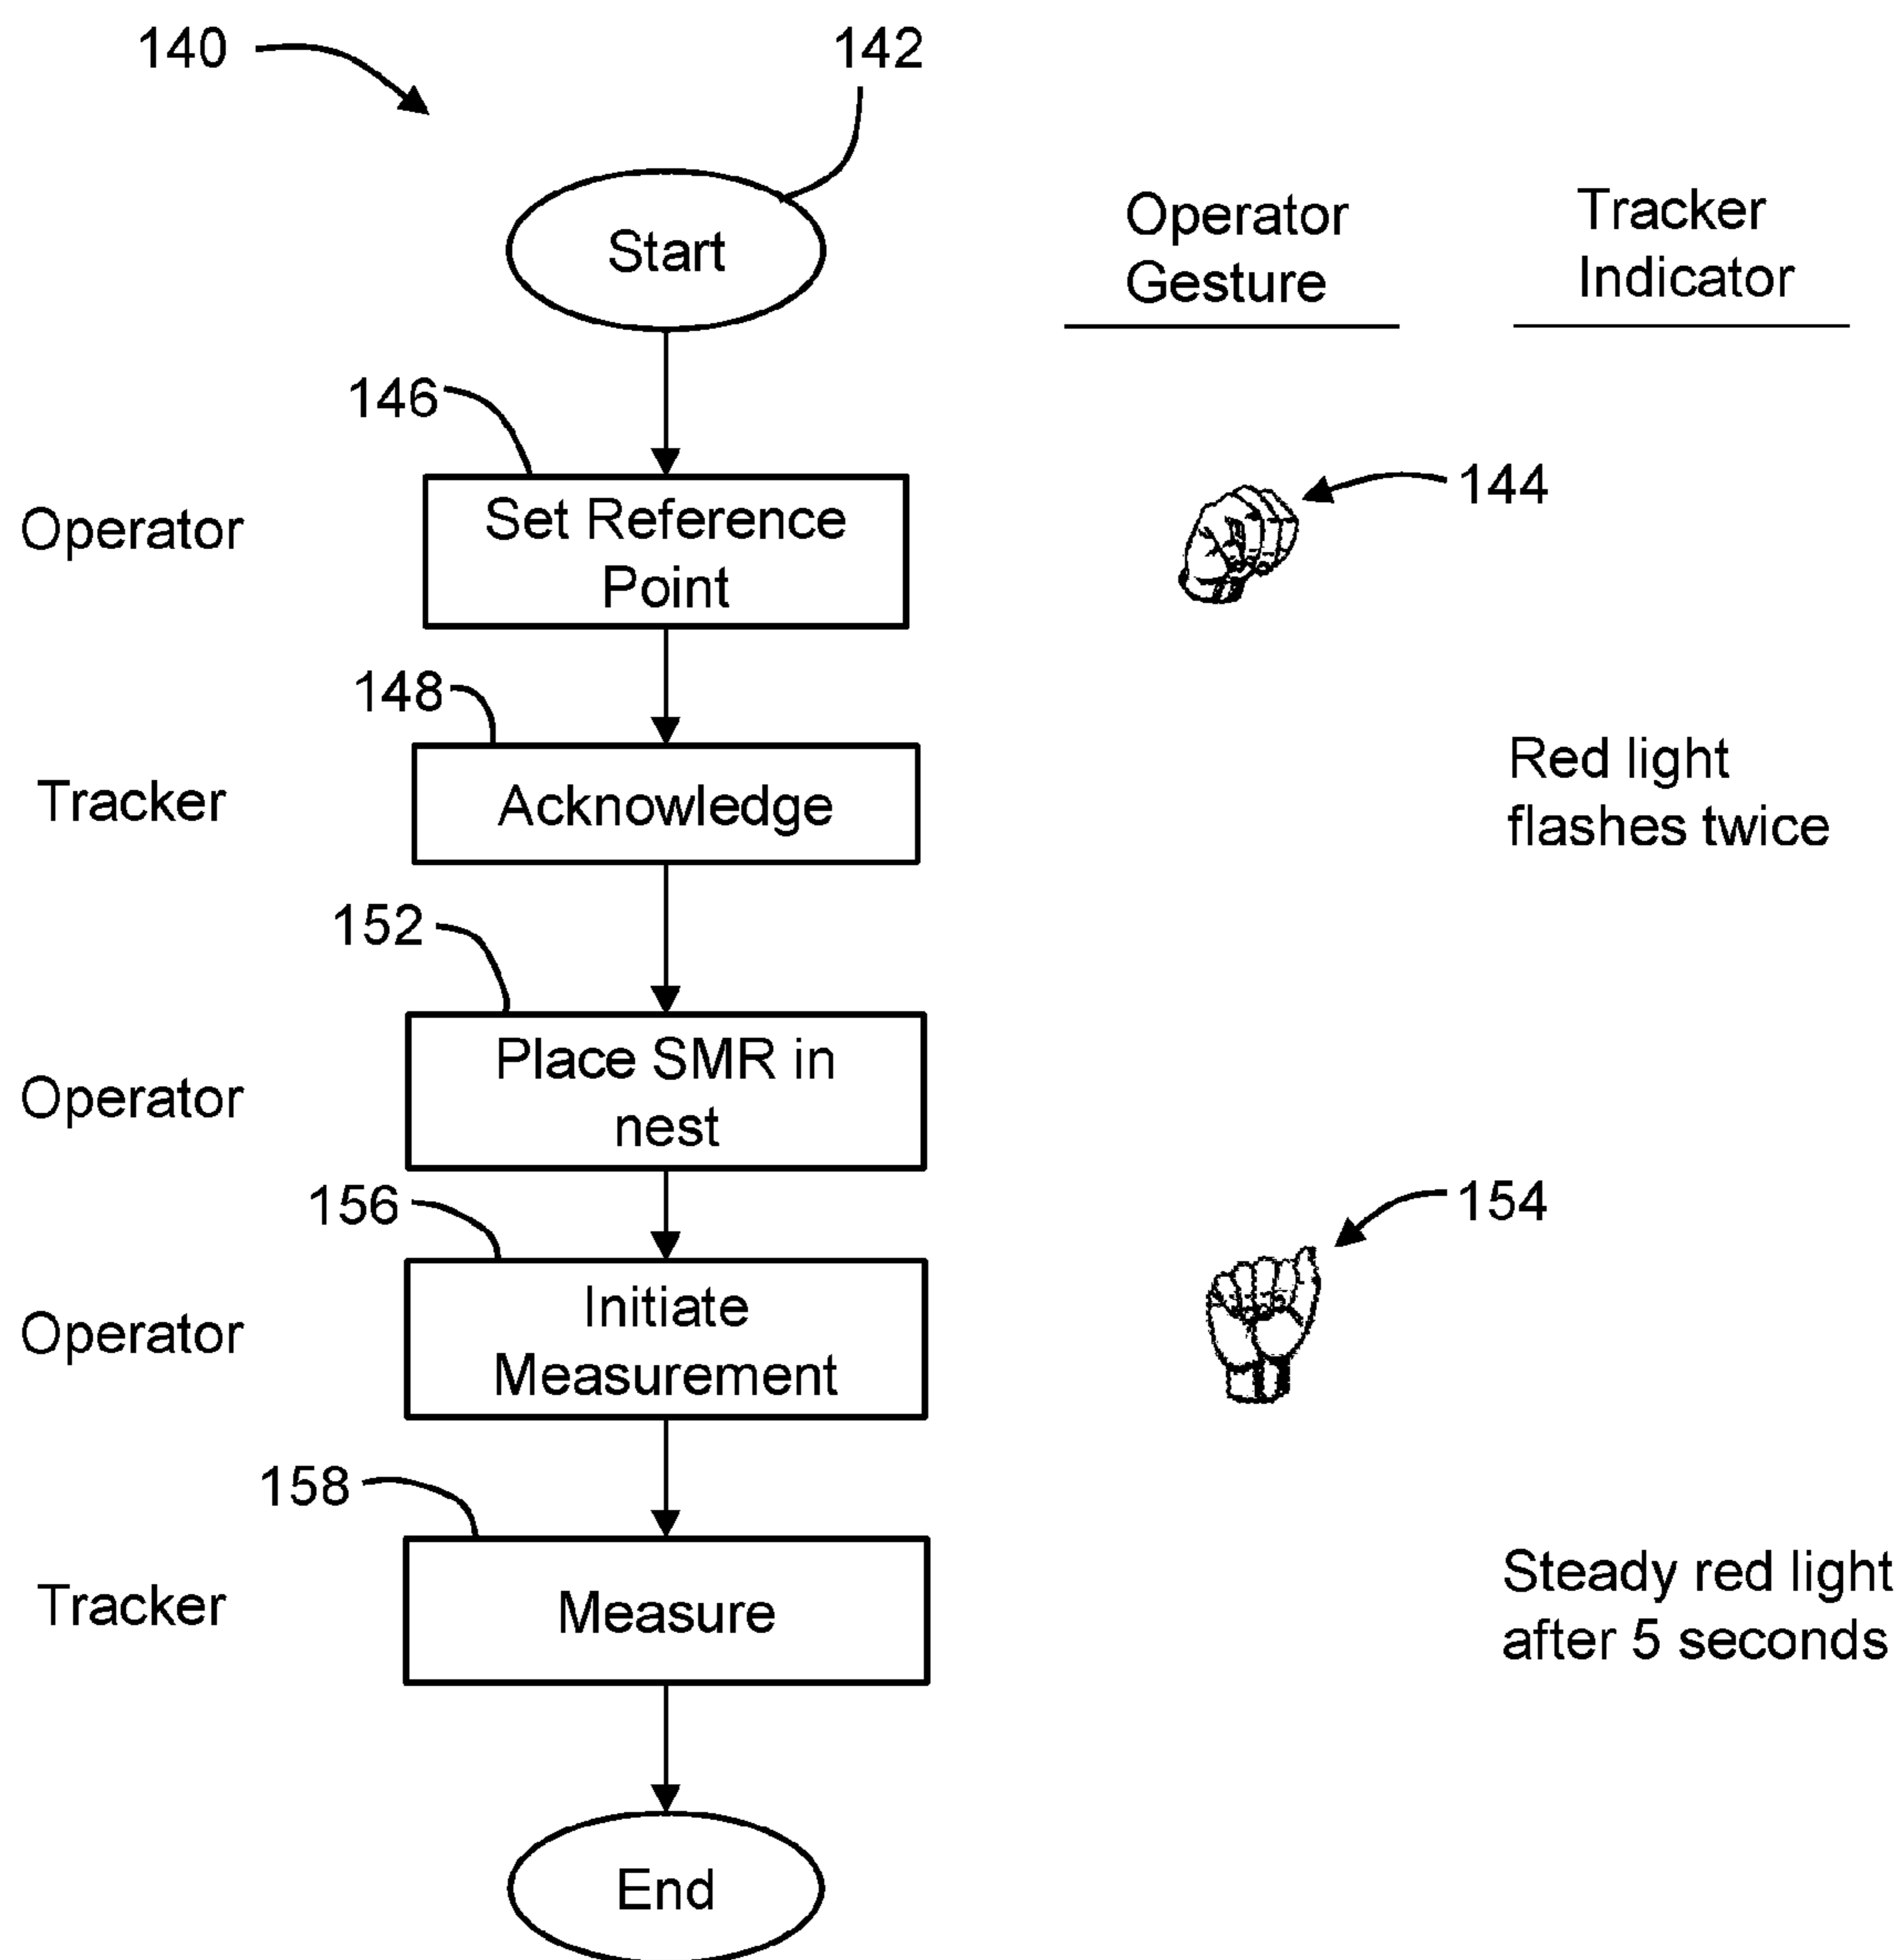 140
142
Start
Operator
Gesture
Tracker
Indicator
146
Operator
Set Reference
Point
144
148
Tracker
Acknowledge
Red light
flashes twice
152
Operator
Place SMR in
nest
156
Operator
Initiate
Measurement
154
158
Tracker
Measure
Steady red light
after 5 seconds
End